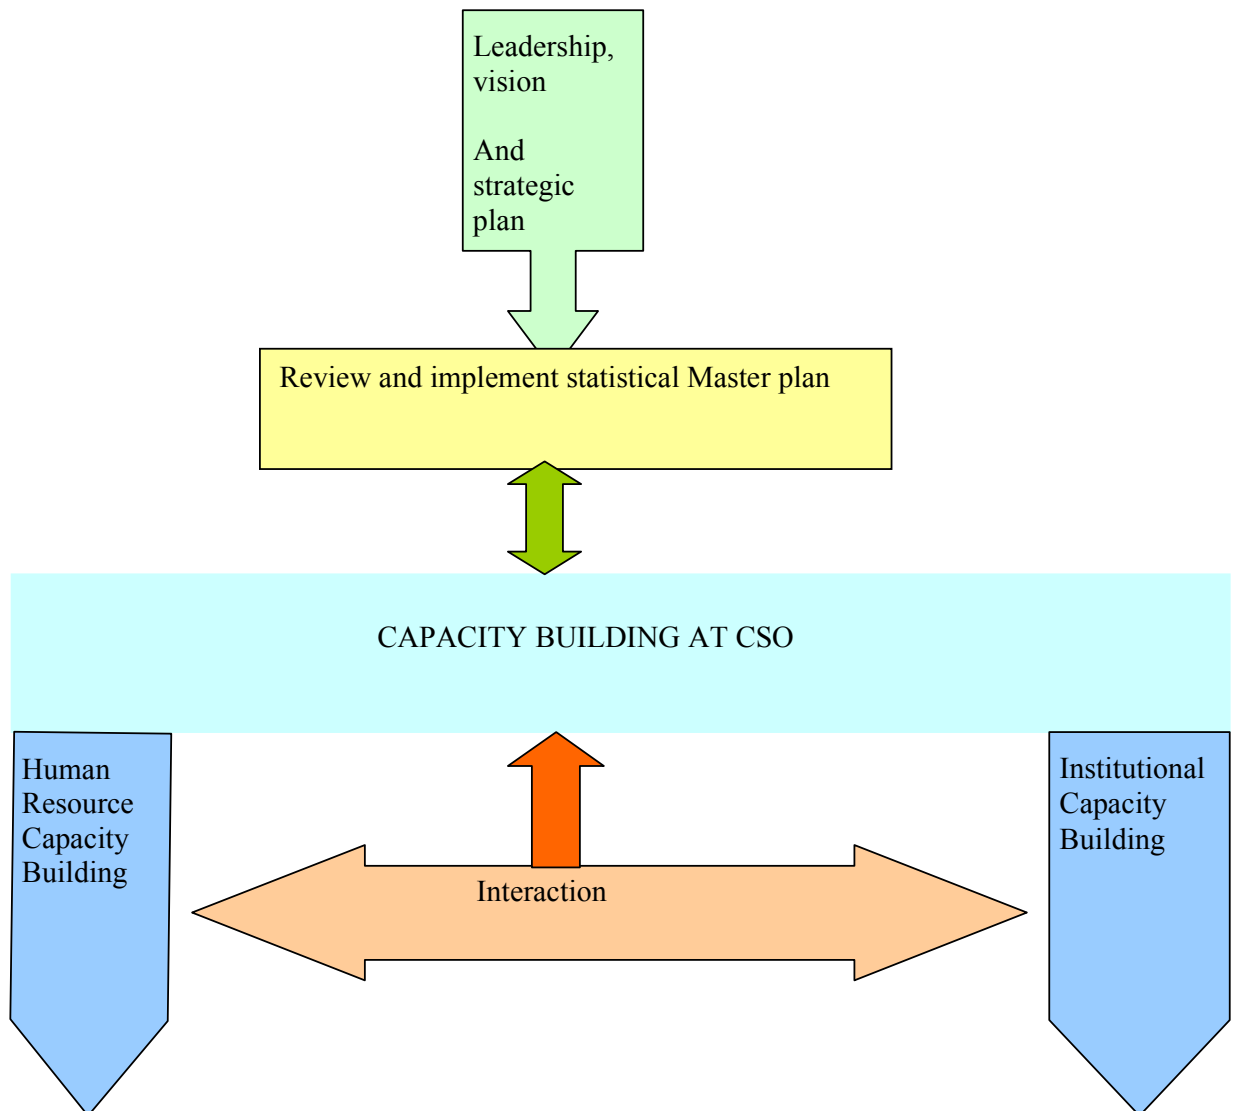 Leadership,
vision
And
strategic
plan
Review and implement statistical Master plan
CAPACITY BUILDING AT CSO
Human
Resource
Capacity
Building
Institutional
Capacity
Building
Interaction